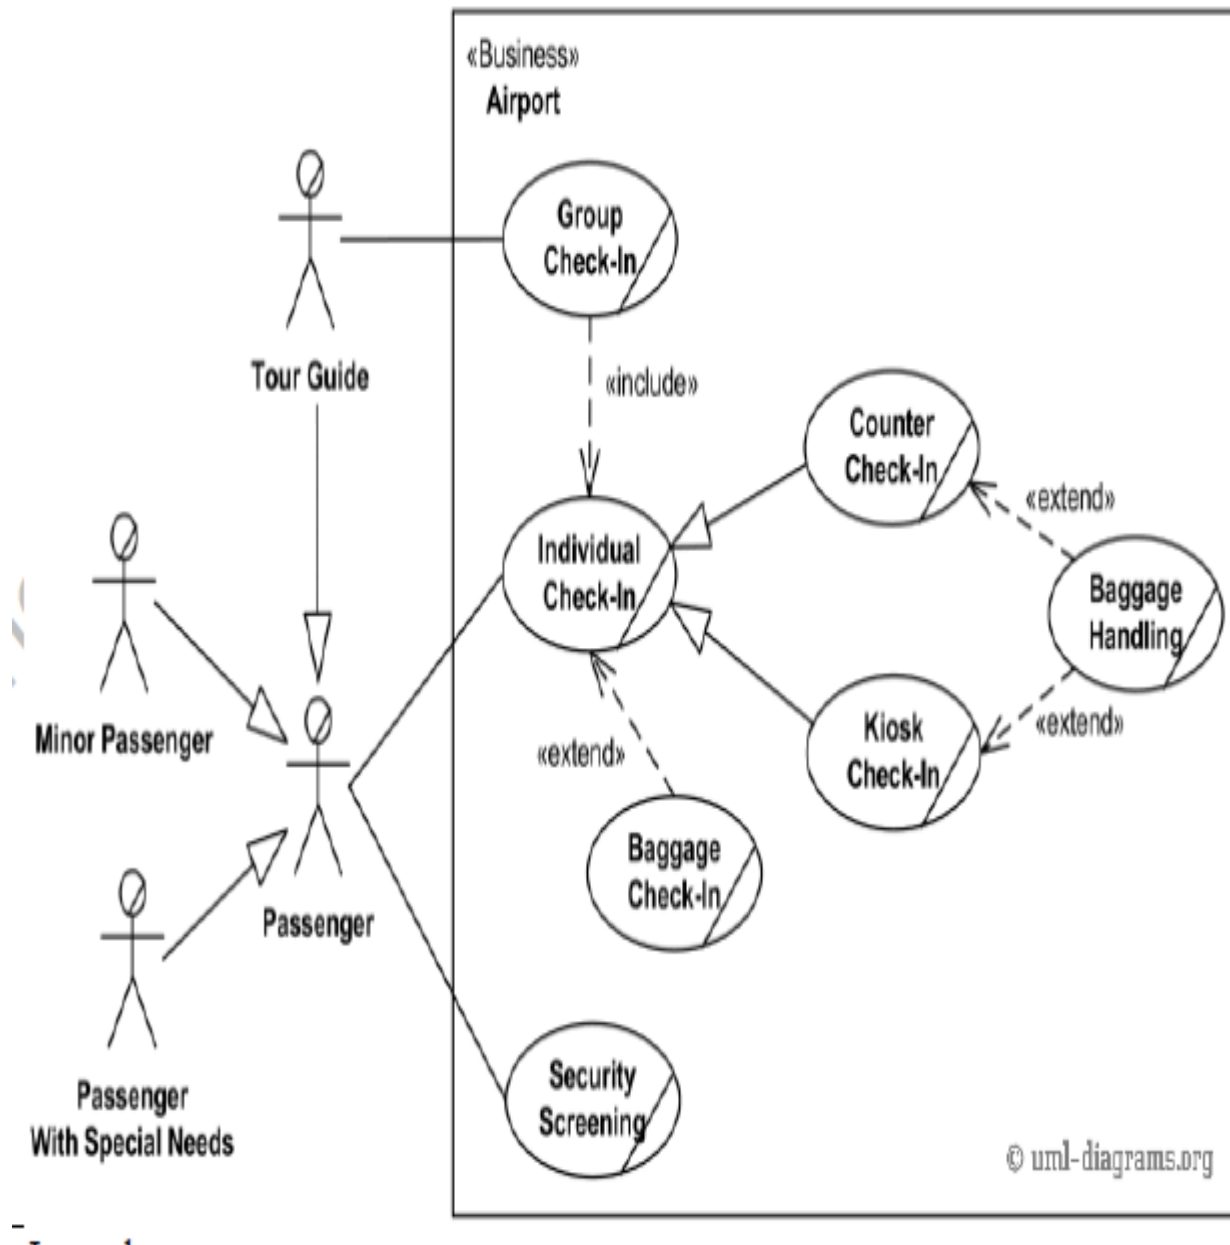 «Business»
Airport
Group
Check-In
Tour Guide
«include»
Counter
Check-In
«extend»
Individual
Check-In
Baggage
Handling
Minor Passenger
«extend»
Kiosk
Check-In
«extend»
Baggage
Check-In
Passenger
Security
Screening
Passenger
With Special Needs
© uml-diagrams.org